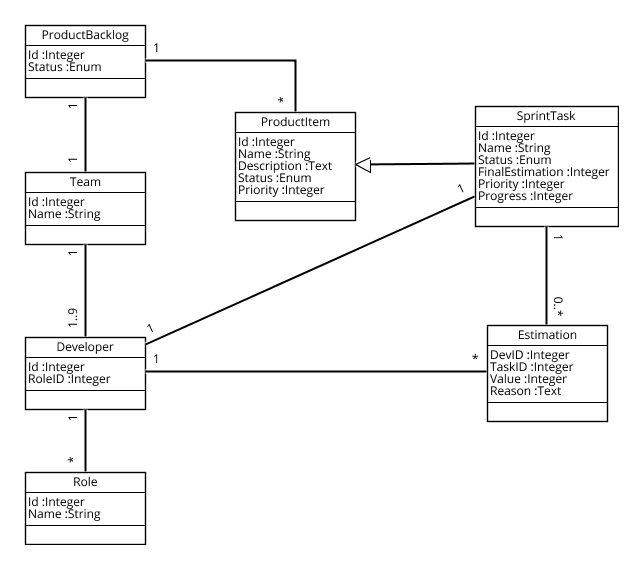 ProductBacklog
Id :Integer
Status :Enum
1
*
1
1
ProductItem
Id :Integer
Name :String
Description :Text
Status :Enum
Priority :Integer
SprintTask
Id :Integer
Name :String
Status :Enum
FinalEstimation :Integer
Priority :Integer
Progress :Integer
Team
Id :Integer
Name :String
1
1..9
1
1
1
0..*
Developer
Id :Integer
RoleID :Integer
1
*
Estimation
DevID :Integer
TaskID :Integer
Value :Integer
Reason :Text
1
*
Role
Id :Integer
Name :String